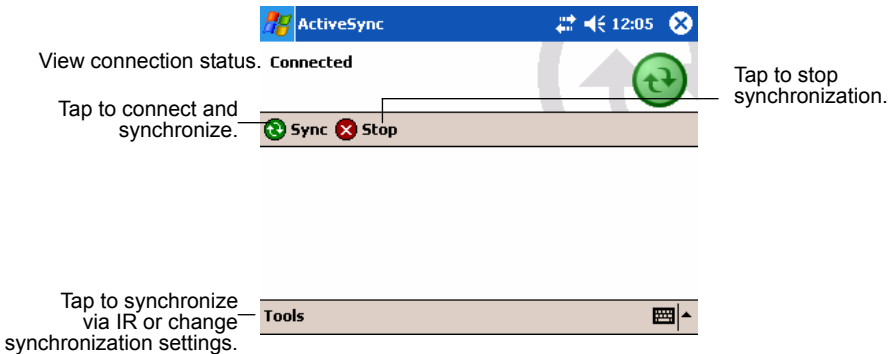 ActiveSync 12:05
View connection status.
Connected
Tap to connect and
synchronize.
Sync Stop
Tap to stop
synchronization.
Tap to synchronize
via IR or change
synchronization settings.
Tools